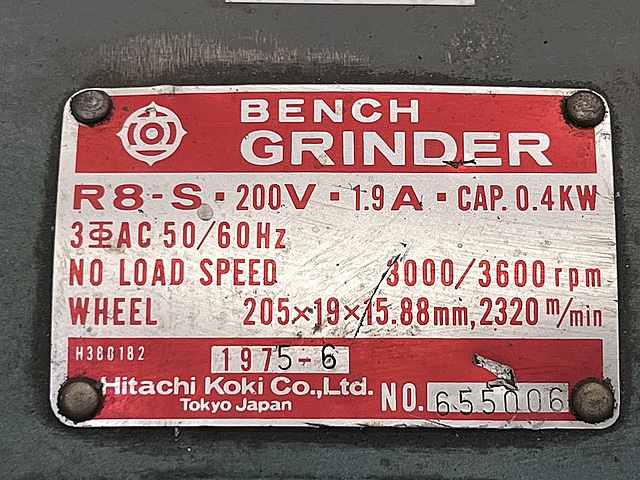 BENCH
GRINDER
R8-S・200V・1.9A・CAP. 0.4KW
3王AC 50/60Hz
NO LOAD SPEED 3000/3600rpm
WHEEL 205×19×15.88mm, 2320 m/min
H380182 1975-6
Hitachi Koki Co.,Ltd.
Tokyo Japan
NO. 655006